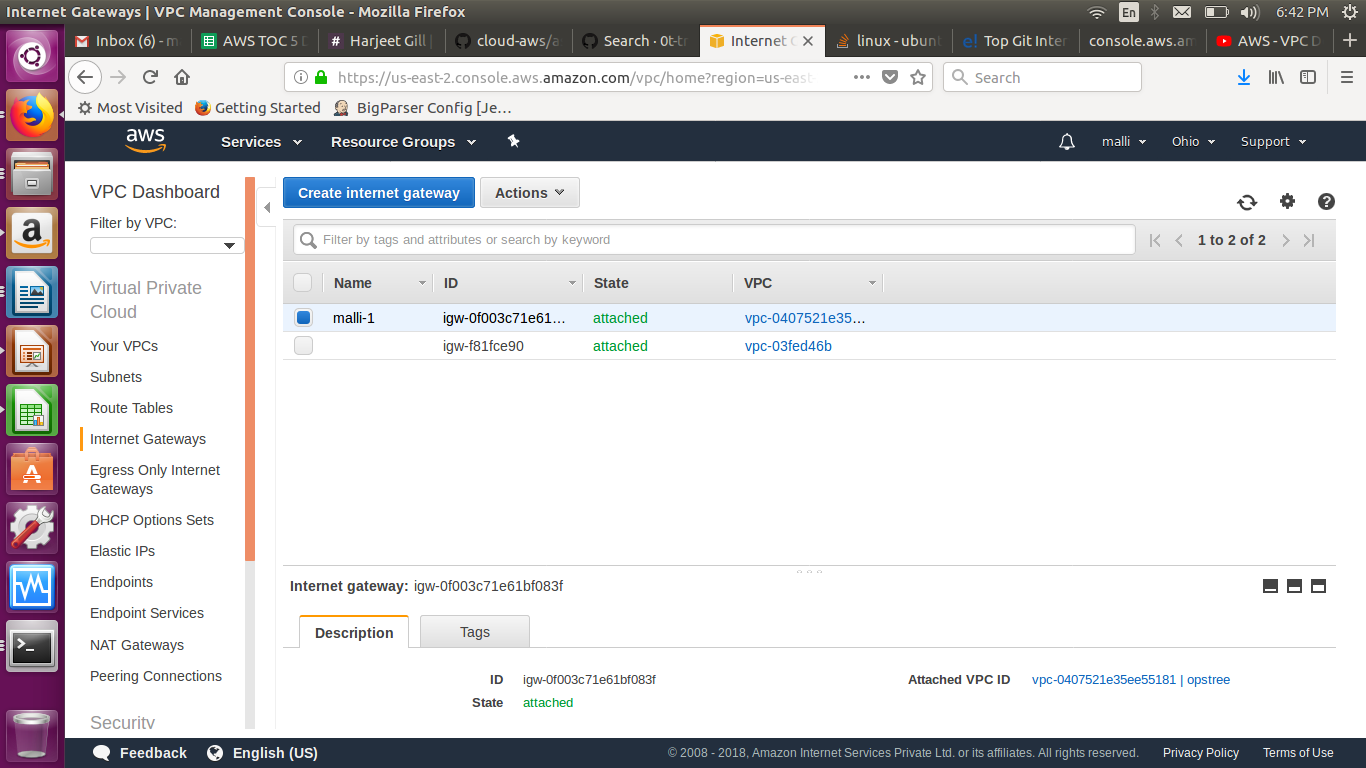 Internet Gateways | VPC Management Console - Mozilla Firefox
En
6:42 PM
Inbox (6) - m
AWS TOC 5 D
Harjeet Gill |
cloud-aws/a
Search · 0t-tr
Internet G
linux - ubunt
Top Git Inter
console.aws.am
AWS - VPC D
https://us-east-2.console.aws.amazon.com/vpc/home?region=us-east-
Search
Most Visited
Getting Started
BigParser Config [Je…
aws
Services
Resource Groups
malli
Ohio
Support
VPC Dashboard
Filter by VPC:
Virtual Private
Cloud
Your VPCs
Subnets
Route Tables
Internet Gateways
Egress Only Internet
Gateways
DHCP Options Sets
Elastic IPs
Endpoints
Endpoint Services
NAT Gateways
Peering Connections
Security
Create internet gateway
Actions
Filter by tags and attributes or search by keyword
1 to 2 of 2
Name ID State VPC
malli-1 igw-0f003c71e61… attached vpc-0407521e35…
igw-f81fce90 attached vpc-03fed46b
Internet gateway: igw-0f003c71e61bf083f
Description
Tags
ID igw-0f003c71e61bf083f
Attached VPC ID vpc-0407521e35ee55181 | opstree
State attached
Feedback
English (US)
© 2008 - 2018, Amazon Internet Services Private Ltd. or its affiliates. All rights reserved.
Privacy Policy
Terms of Use